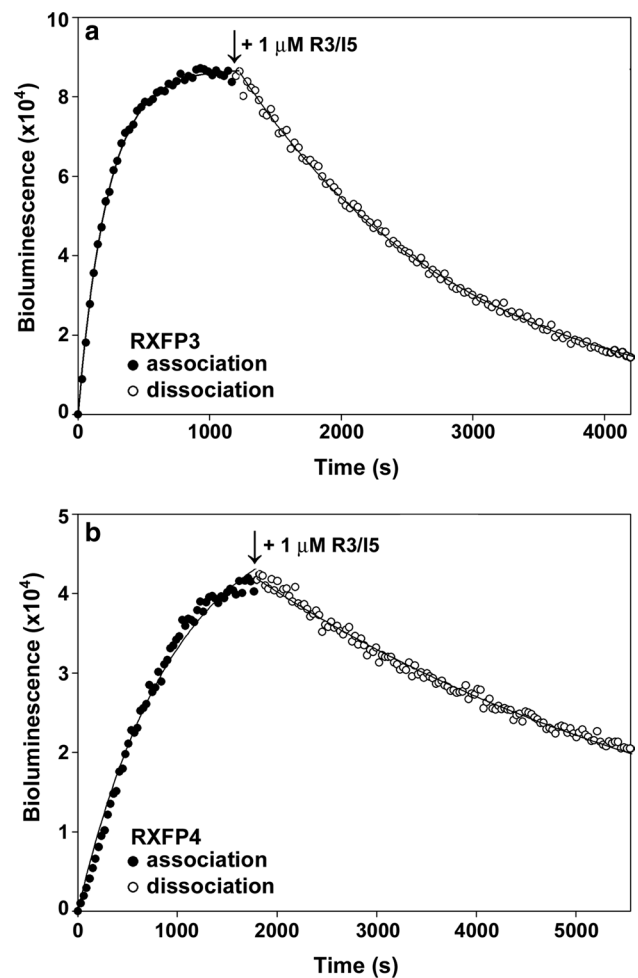 a
+ 1 μM R3/I5
Bioluminescence (x10⁴)
10
8
6
4
2
0
RXFP3
● association
○ dissociation
0 1000 2000 3000 4000
Time (s)
b
+ 1 μM R3/I5
Bioluminescence (x10⁴)
5
4
3
2
1
0
RXFP4
● association
○ dissociation
0 1000 2000 3000 4000 5000
Time (s)